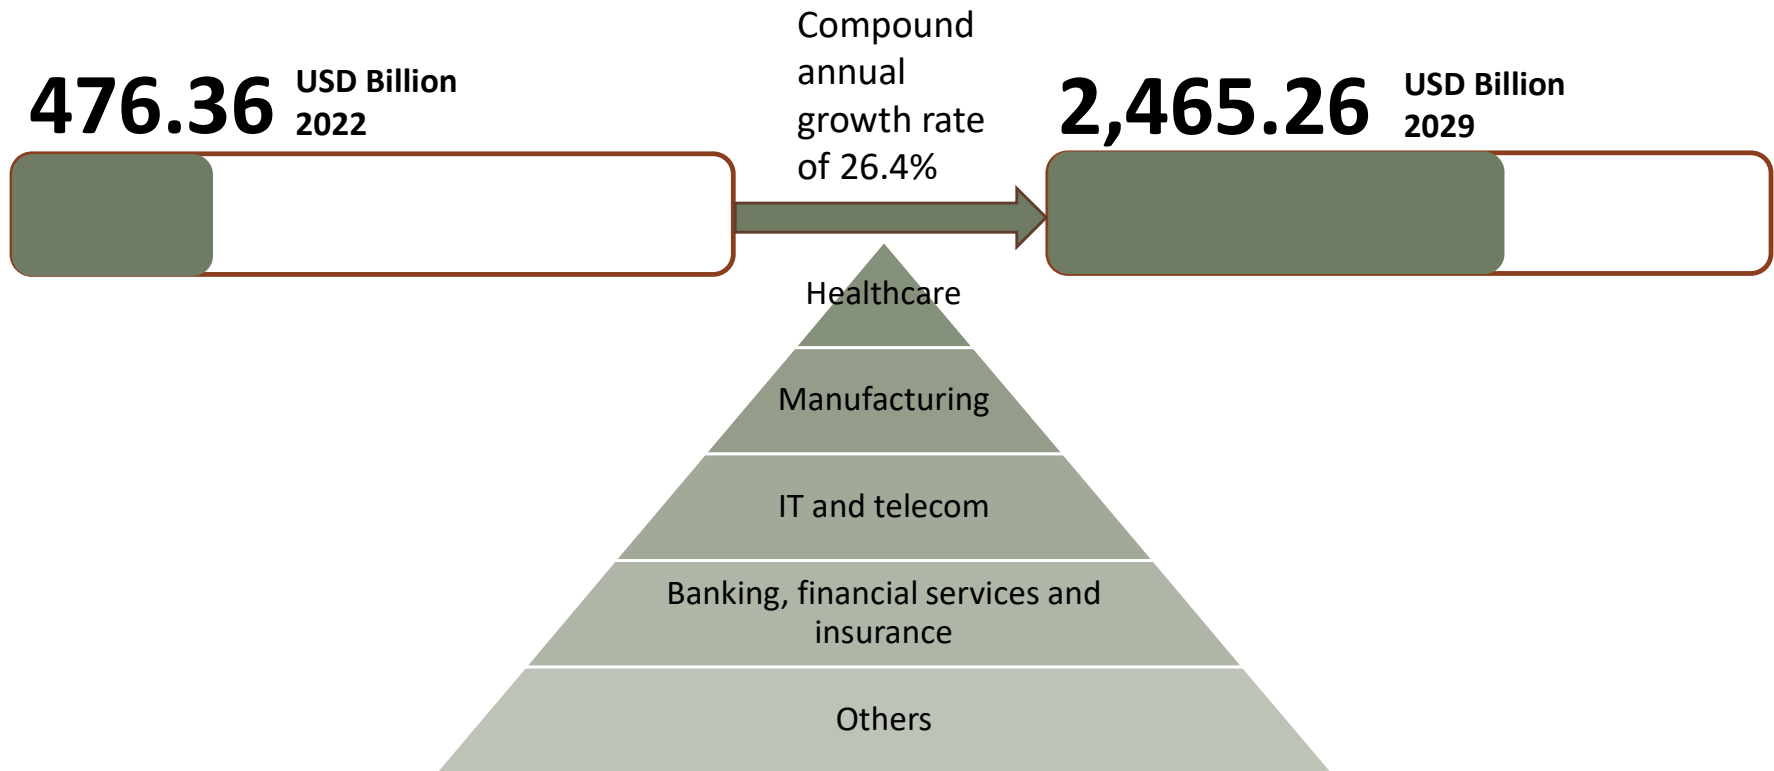 476.36
USD Billion
2022
Compound
annual
growth rate
of 26.4%
2,465.26
USD Billion
2029
Healthcare
Manufacturing
IT and telecom
Banking, financial services and
insurance
Others